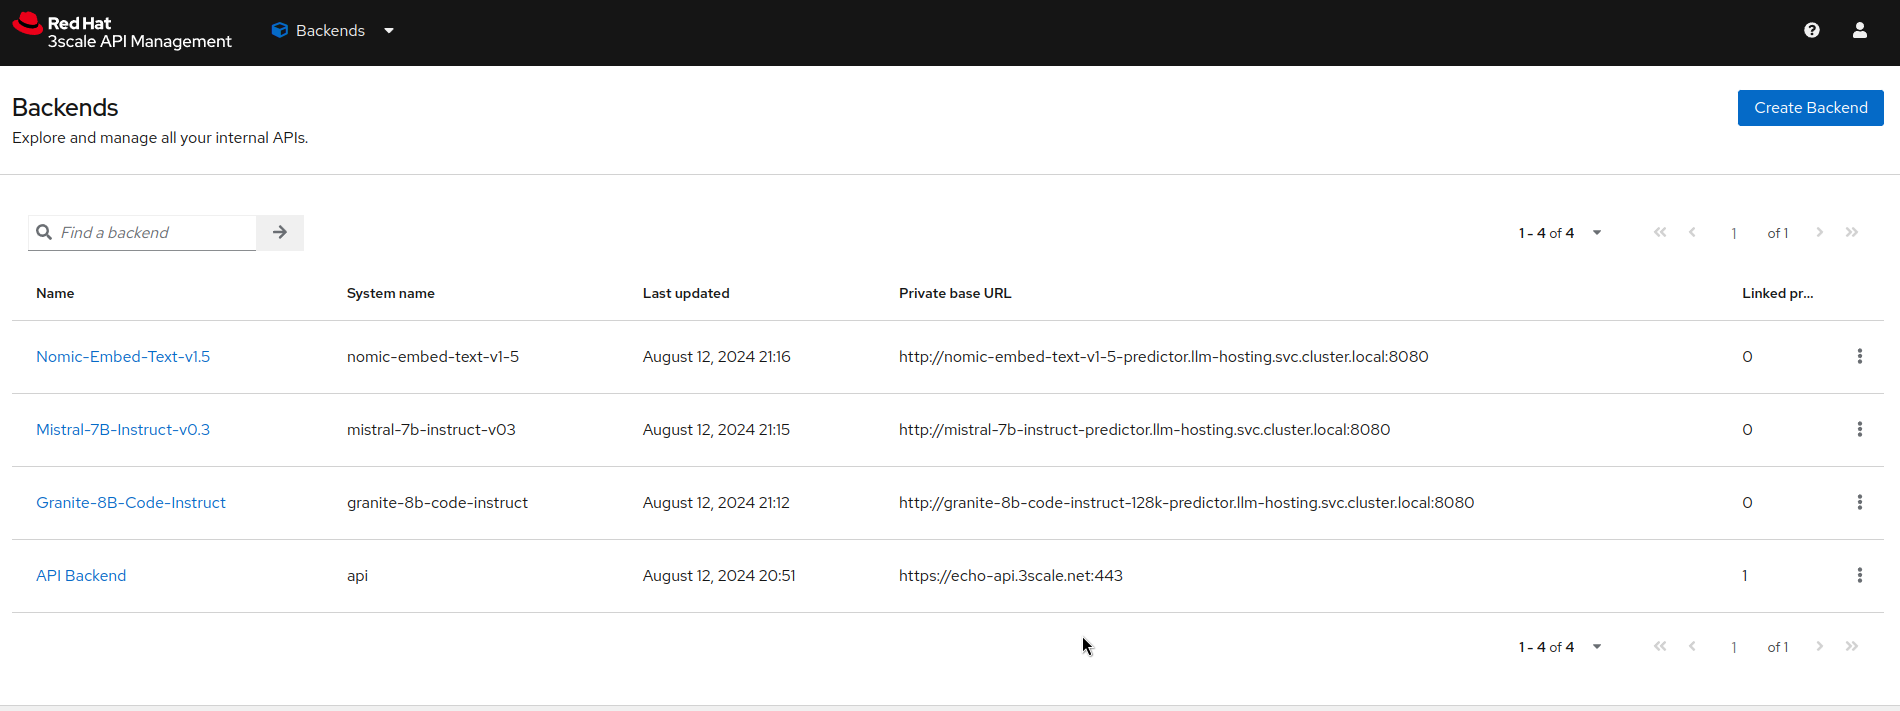 Red Hat
3scale API Management
Backends
Backends
Create Backend
Explore and manage all your internal APIs.
Find a backend
1 - 4 of 4 1 of 1
Name System name Last updated Private base URL Linked pr...
Nomic-Embed-Text-v1.5 nomic-embed-text-v1-5 August 12, 2024 21:16 http://nomic-embed-text-v1-5-predictor.llm-hosting.svc.cluster.local:8080 0
Mistral-7B-Instruct-v0.3 mistral-7b-instruct-v03 August 12, 2024 21:15 http://mistral-7b-instruct-predictor.llm-hosting.svc.cluster.local:8080 0
Granite-8B-Code-Instruct granite-8b-code-instruct August 12, 2024 21:12 http://granite-8b-code-instruct-128k-predictor.llm-hosting.svc.cluster.local:8080 0
API Backend api August 12, 2024 20:51 https://echo-api.3scale.net:443 1
1 - 4 of 4 1 of 1